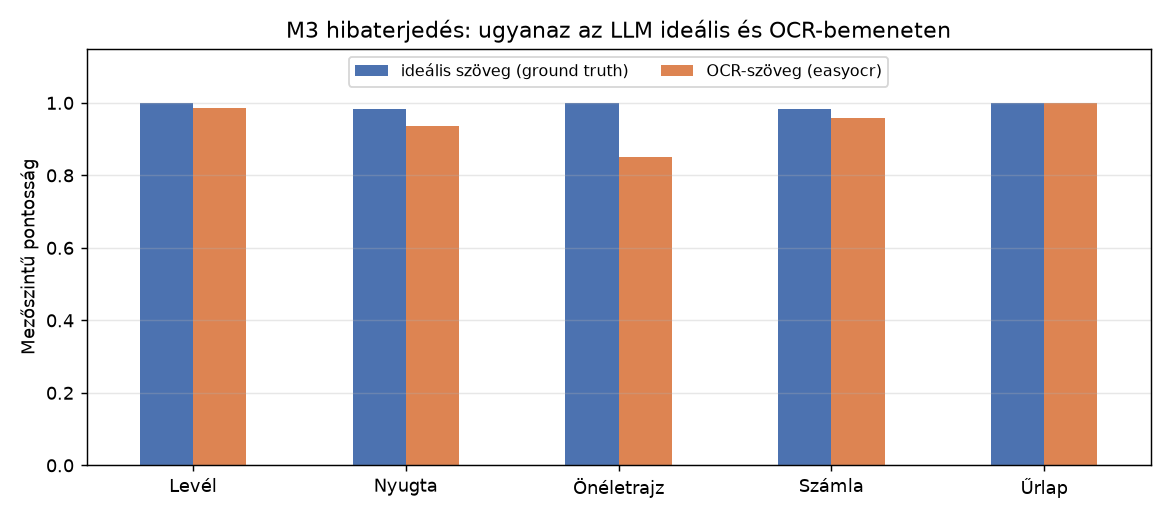 M3 hibaterjedés: ugyanaz az LLM ideális és OCR-bemeneten
ideális szöveg (ground truth) OCR-szöveg (easyocr)
Mezőszintű pontosság
1.0
0.8
0.6
0.4
0.2
0.0
Levél Nyugta Önéletrajz Számla Űrlap